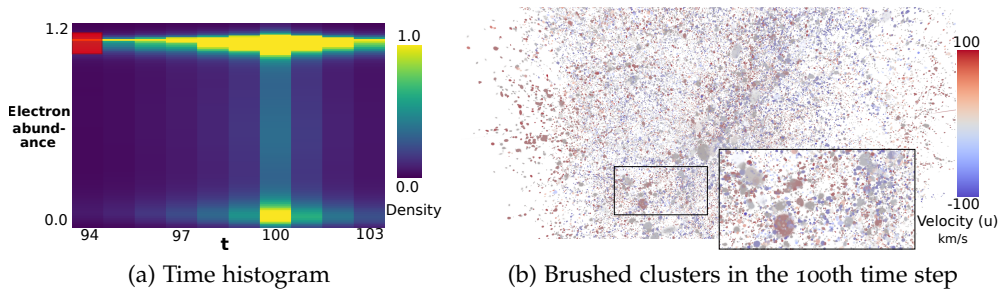 1.2
Electron
abund-
ance
0.0
94
97
100
103
t
1.0
0.0
Density
(a) Time histogram
100
-100
Velocity (u)
km/s
(b) Brushed clusters in the 100th time step